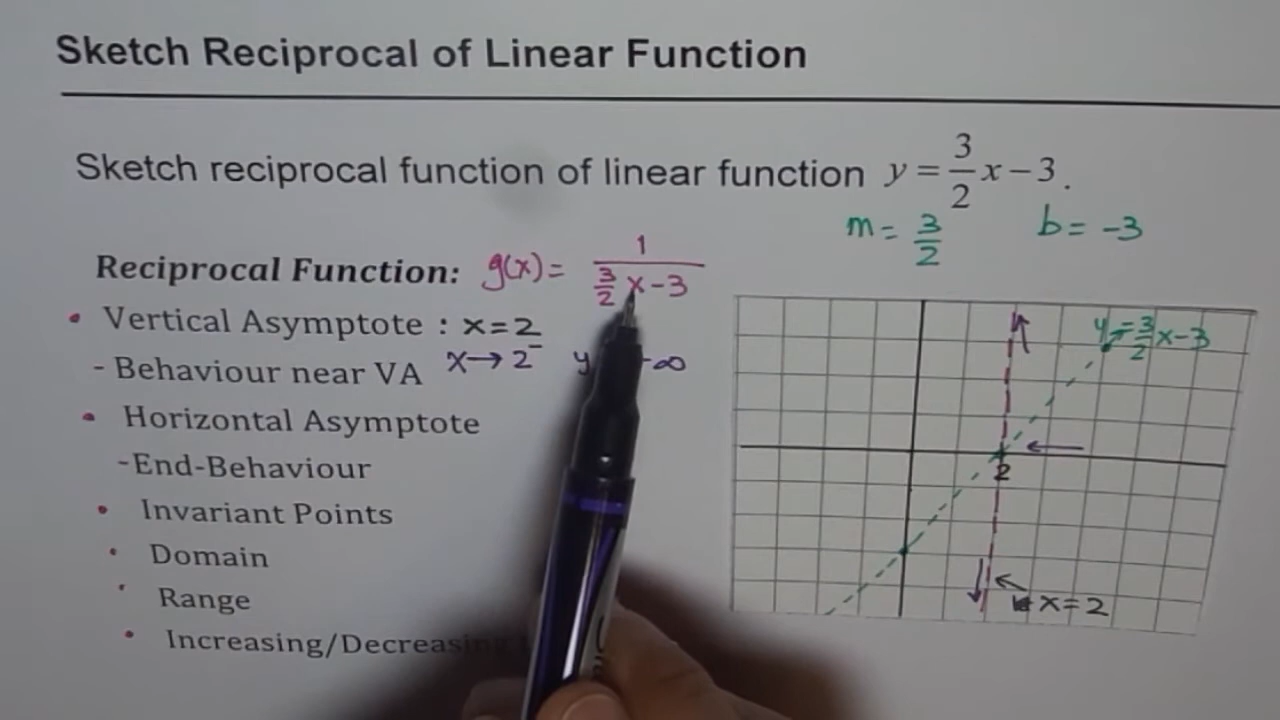 Sketch Reciprocal of Linear Function
Sketch reciprocal function of linear function y = 3/2 x − 3.
m = 3/2 b = -3
Reciprocal Function: g(x) = 1/(3/2 x - 3)
• Vertical Asymptote : x = 2
- Behaviour near VA x → 2⁻ y -∞
• Horizontal Asymptote
-End-Behaviour
• Invariant Points
• Domain
• Range
• Increasing/Decreasing
y = 3/2 x - 3
2
x = 2